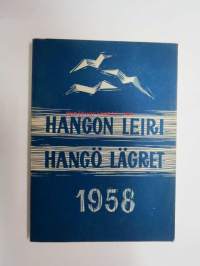 HANGON LEIRI
HANGÖ LÄGRET
1958